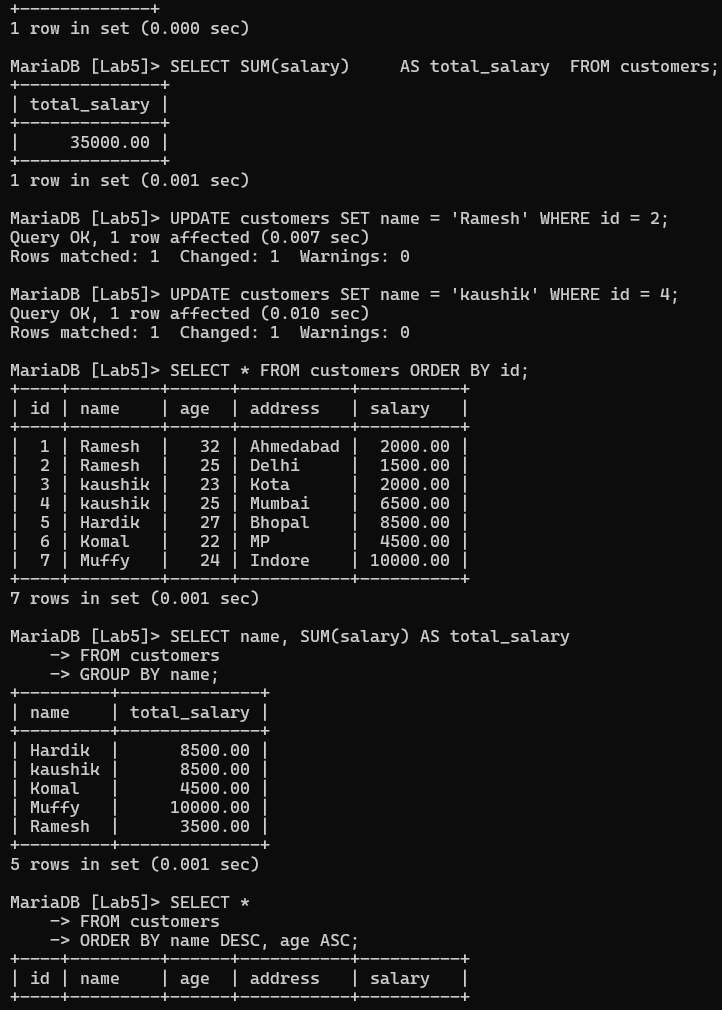 +--------------+
1 row in set (0.000 sec)

MariaDB [Lab5]> SELECT SUM(salary)     AS total_salary  FROM customers;
+--------------+
| total_salary |
+--------------+
|     35000.00 |
+--------------+
1 row in set (0.001 sec)

MariaDB [Lab5]> UPDATE customers SET name = 'Ramesh' WHERE id = 2;
Query OK, 1 row affected (0.007 sec)
Rows matched: 1  Changed: 1  Warnings: 0

MariaDB [Lab5]> UPDATE customers SET name = 'kaushik' WHERE id = 4;
Query OK, 1 row affected (0.010 sec)
Rows matched: 1  Changed: 1  Warnings: 0

MariaDB [Lab5]> SELECT * FROM customers ORDER BY id;
+----+---------+------+-----------+----------+
| id | name    | age  | address   | salary   |
+----+---------+------+-----------+----------+
|  1 | Ramesh  |   32 | Ahmedabad |  2000.00 |
|  2 | Ramesh  |   25 | Delhi     |  1500.00 |
|  3 | kaushik |   23 | Kota      |  2000.00 |
|  4 | kaushik |   25 | Mumbai    |  6500.00 |
|  5 | Hardik  |   27 | Bhopal    |  8500.00 |
|  6 | Komal   |   22 | MP        |  4500.00 |
|  7 | Muffy   |   24 | Indore    | 10000.00 |
+----+---------+------+-----------+----------+
7 rows in set (0.001 sec)

MariaDB [Lab5]> SELECT name, SUM(salary) AS total_salary
    -> FROM customers
    -> GROUP BY name;
+---------+--------------+
| name    | total_salary |
+---------+--------------+
| Hardik  |      8500.00 |
| kaushik |      8500.00 |
| Komal   |      4500.00 |
| Muffy   |     10000.00 |
| Ramesh  |      3500.00 |
+---------+--------------+
5 rows in set (0.001 sec)

MariaDB [Lab5]> SELECT *
    -> FROM customers
    -> ORDER BY name DESC, age ASC;
+----+---------+------+-----------+----------+
| id | name    | age  | address   | salary   |
+----+---------+------+-----------+----------+